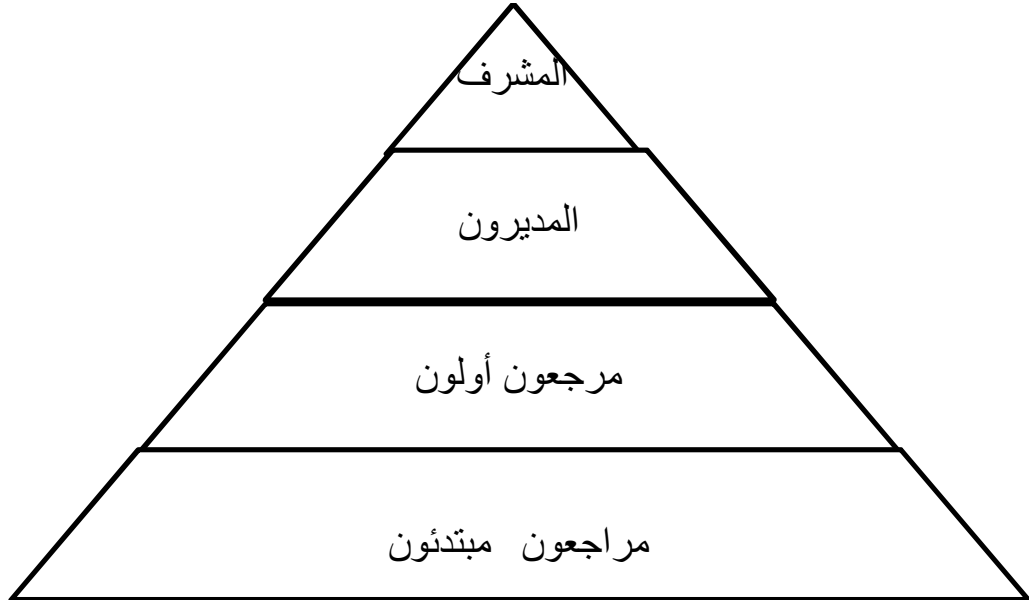 المشرف
المديرون
مرجعون أولون
مراجعون مبتدئون